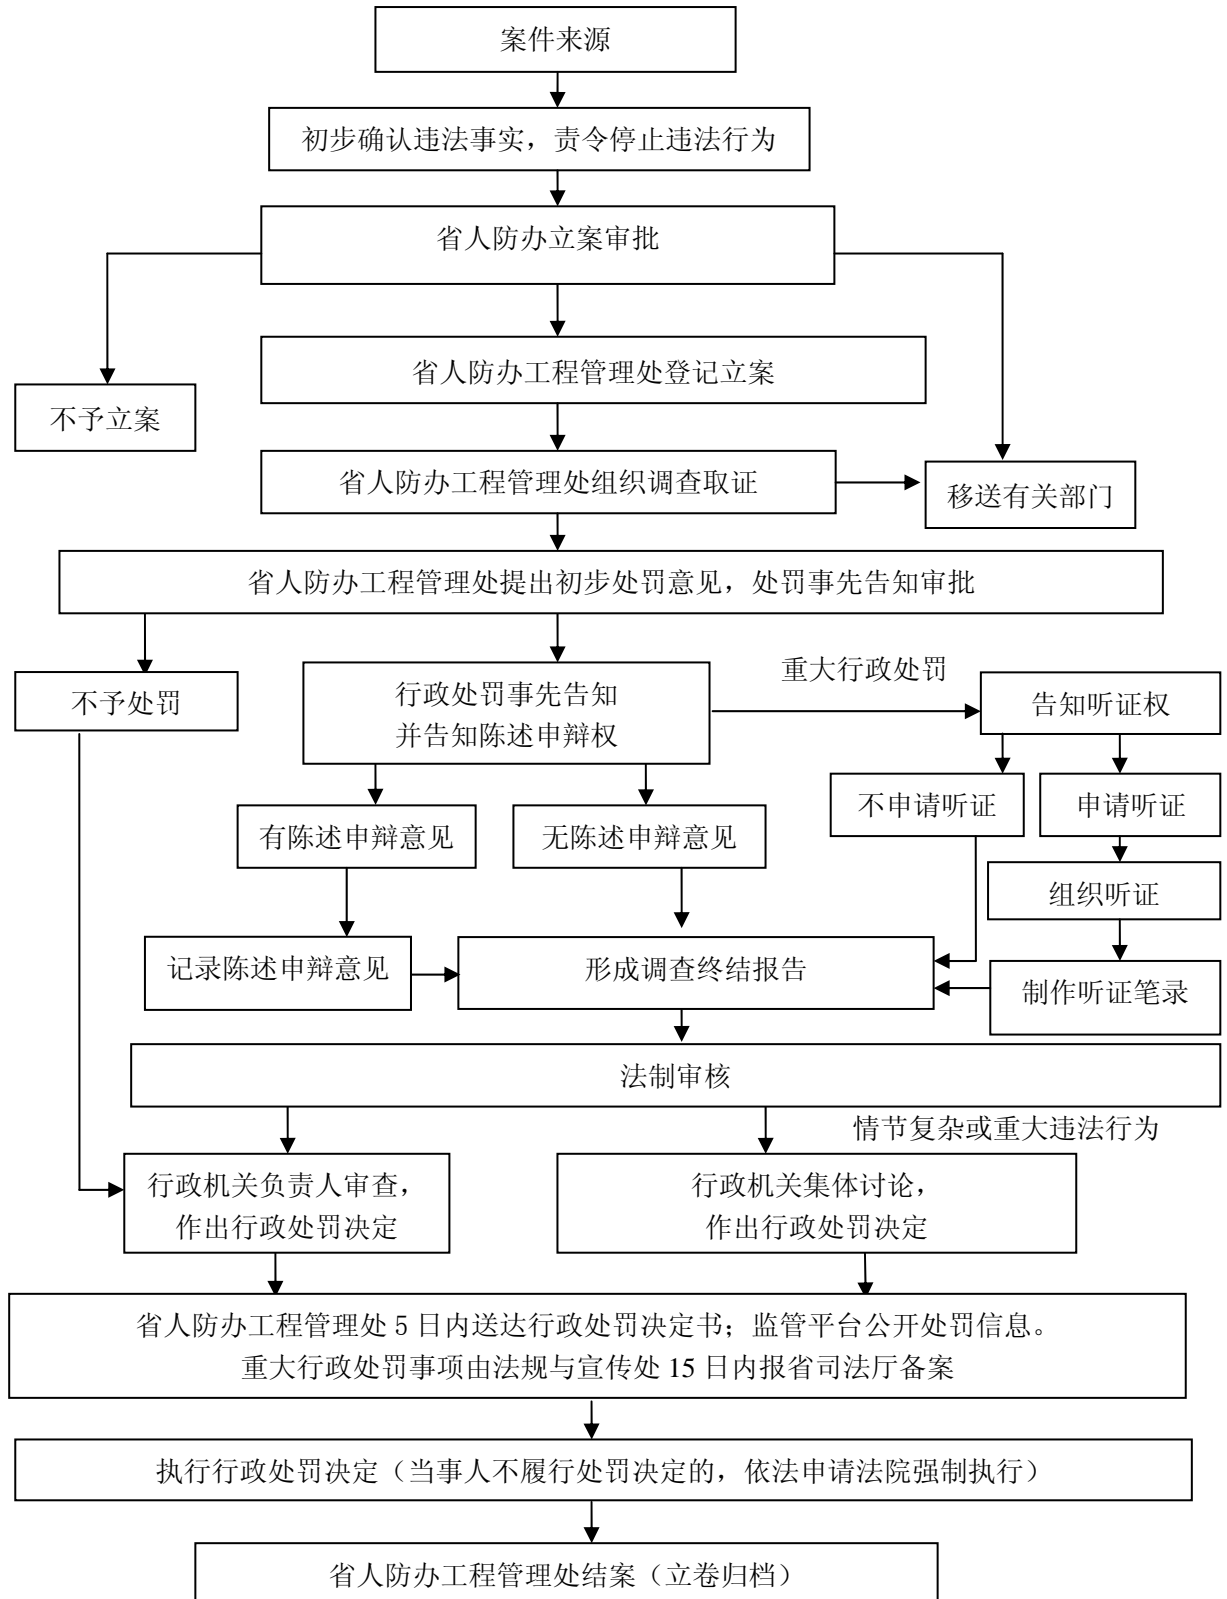 案件来源
初步确认违法事实，责令停止违法行为
省人防办立案审批
省人防办工程管理处登记立案
不予立案
省人防办工程管理处组织调查取证
移送有关部门
省人防办工程管理处提出初步处罚意见，处罚事先告知审批
不予处罚
行政处罚事先告知
并告知陈述申辩权
重大行政处罚
告知听证权
不申请听证
申请听证
有陈述申辩意见
无陈述申辩意见
组织听证
记录陈述申辩意见
形成调查终结报告
制作听证笔录
法制审核
情节复杂或重大违法行为
行政机关负责人审查，
作出行政处罚决定
行政机关集体讨论，
作出行政处罚决定
省人防办工程管理处 5 日内送达行政处罚决定书；监管平台公开处罚信息。
重大行政处罚事项由法规与宣传处 15 日内报省司法厅备案
执行行政处罚决定（当事人不履行处罚决定的，依法申请法院强制执行）
省人防办工程管理处结案（立卷归档）